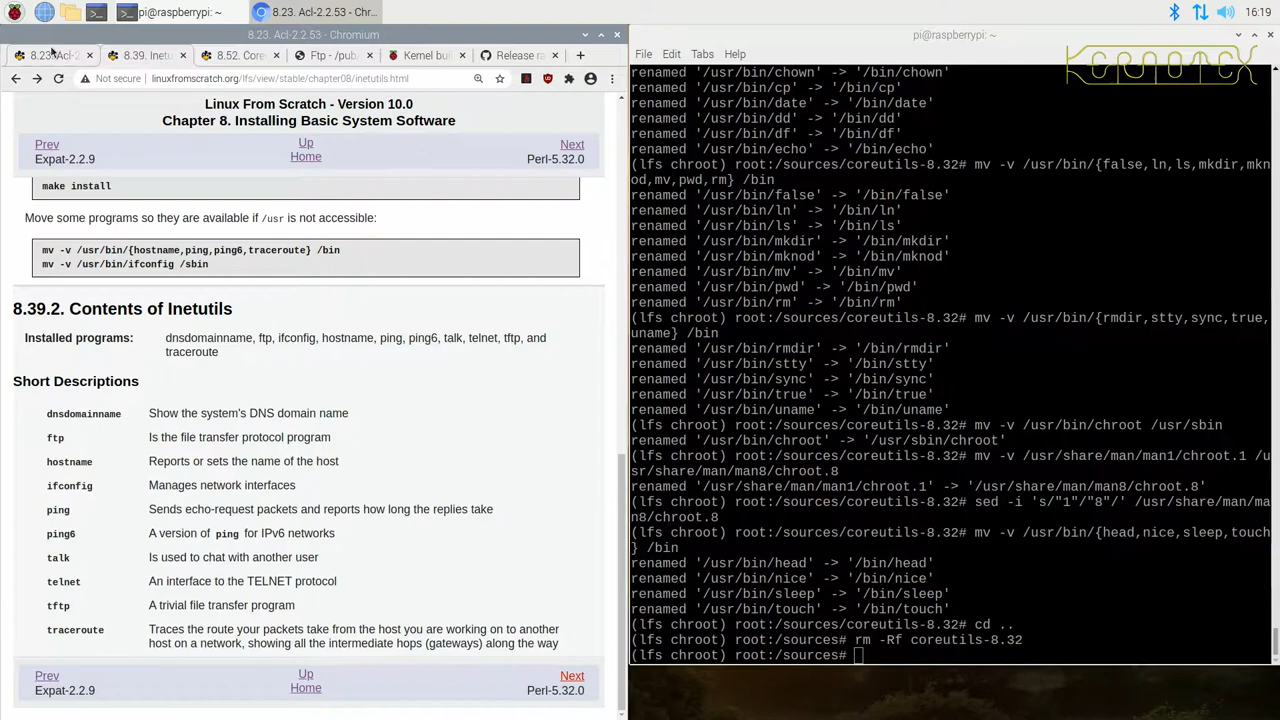 pi@raspberrypi: ~
8.23. Acl-2.2.53 - Chr...
16:19
8.23. Acl-2.2.53 - Chromium
8.23. Acl-2
8.39. Inetu
8.52. Core
Ftp - /pub
Kernel bui
Release ra
Not secure
linuxfromscratch.org/lfs/view/stable/chapter08/inetutils.html
Linux From Scratch - Version 10.0
Chapter 8. Installing Basic System Software
Prev
Up
Next
Expat-2.2.9
Home
Perl-5.32.0
make install
Move some programs so they are available if /usr is not accessible:
mv -v /usr/bin/{hostname,ping,ping6,traceroute} /bin
mv -v /usr/bin/ifconfig /sbin
8.39.2. Contents of Inetutils
Installed programs: dnsdomainname, ftp, ifconfig, hostname, ping, ping6, talk, telnet, tftp, and
traceroute
Short Descriptions
dnsdomainname Show the system's DNS domain name
ftp Is the file transfer protocol program
hostname Reports or sets the name of the host
ifconfig Manages network interfaces
ping Sends echo-request packets and reports how long the replies take
ping6 A version of ping for IPv6 networks
talk Is used to chat with another user
telnet An interface to the TELNET protocol
tftp A trivial file transfer program
traceroute Traces the route your packets take from the host you are working on to another
host on a network, showing all the intermediate hops (gateways) along the way
Prev
Up
Next
Expat-2.2.9
Home
Perl-5.32.0
pi@raspberrypi: ~
File Edit Tabs Help
renamed '/usr/bin/chown' -> '/bin/chown'
renamed '/usr/bin/cp' -> '/bin/cp'
renamed '/usr/bin/date' -> '/bin/date'
renamed '/usr/bin/dd' -> '/bin/dd'
renamed '/usr/bin/df' -> '/bin/df'
renamed '/usr/bin/echo' -> '/bin/echo'
(lfs chroot) root:/sources/coreutils-8.32# mv -v /usr/bin/{false,ln,ls,mkdir,mkn
od,mv,pwd,rm} /bin
renamed '/usr/bin/false' -> '/bin/false'
renamed '/usr/bin/ln' -> '/bin/ln'
renamed '/usr/bin/ls' -> '/bin/ls'
renamed '/usr/bin/mkdir' -> '/bin/mkdir'
renamed '/usr/bin/mknod' -> '/bin/mknod'
renamed '/usr/bin/mv' -> '/bin/mv'
renamed '/usr/bin/pwd' -> '/bin/pwd'
renamed '/usr/bin/rm' -> '/bin/rm'
(lfs chroot) root:/sources/coreutils-8.32# mv -v /usr/bin/{rmdir,stty,sync,true,
uname} /bin
renamed '/usr/bin/rmdir' -> '/bin/rmdir'
renamed '/usr/bin/stty' -> '/bin/stty'
renamed '/usr/bin/sync' -> '/bin/sync'
renamed '/usr/bin/true' -> '/bin/true'
renamed '/usr/bin/uname' -> '/bin/uname'
(lfs chroot) root:/sources/coreutils-8.32# mv -v /usr/bin/chroot /usr/sbin
renamed '/usr/bin/chroot' -> '/usr/sbin/chroot'
(lfs chroot) root:/sources/coreutils-8.32# mv -v /usr/share/man/man1/chroot.1 /u
sr/share/man/man8/chroot.8
renamed '/usr/share/man/man1/chroot.1' -> '/usr/share/man/man8/chroot.8'
(lfs chroot) root:/sources/coreutils-8.32# sed -i 's/"1"/"8"/' /usr/share/man/ma
n8/chroot.8
(lfs chroot) root:/sources/coreutils-8.32# mv -v /usr/bin/{head,nice,sleep,touch
} /bin
renamed '/usr/bin/head' -> '/bin/head'
renamed '/usr/bin/nice' -> '/bin/nice'
renamed '/usr/bin/sleep' -> '/bin/sleep'
renamed '/usr/bin/touch' -> '/bin/touch'
(lfs chroot) root:/sources/coreutils-8.32# cd ..
(lfs chroot) root:/sources# rm -Rf coreutils-8.32
(lfs chroot) root:/sources#